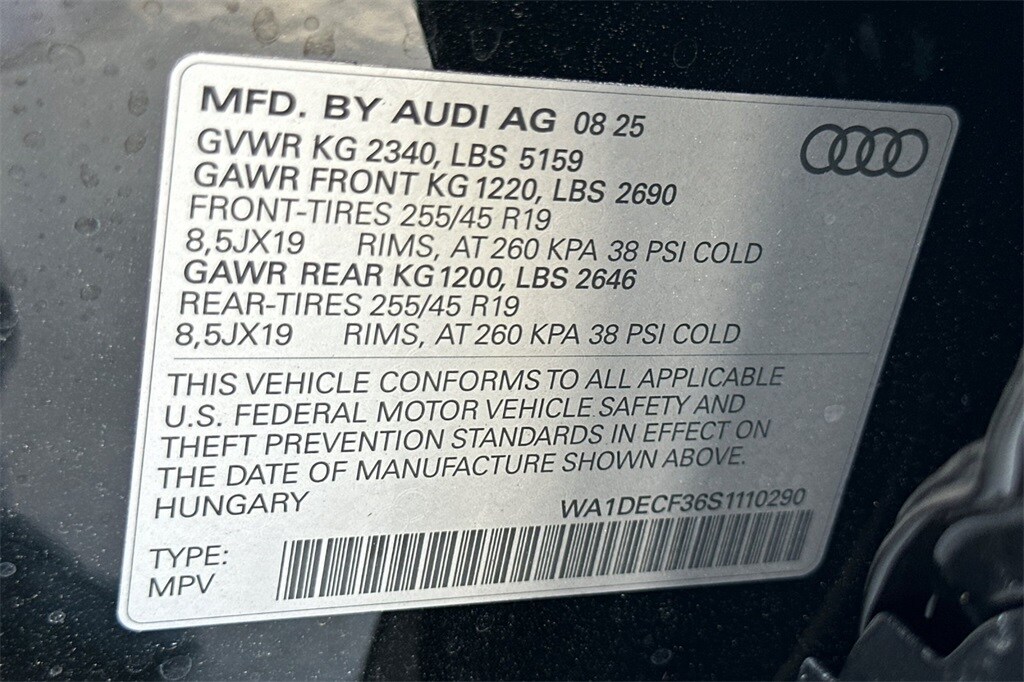 MFD. BY AUDI AG 08 25
GVWR KG 2340, LBS 5159
GAWR FRONT KG 1220, LBS 2690
FRONT-TIRES 255/45 R19
8,5JX19 RIMS, AT 260 KPA 38 PSI COLD
GAWR REAR KG 1200, LBS 2646
REAR-TIRES 255/45 R19
8,5JX19 RIMS, AT 260 KPA 38 PSI COLD
THIS VEHICLE CONFORMS TO ALL APPLICABLE
U.S. FEDERAL MOTOR VEHICLE SAFETY AND
THEFT PREVENTION STANDARDS IN EFFECT ON
THE DATE OF MANUFACTURE SHOWN ABOVE.
HUNGARY WA1DECF36S1110290
TYPE:
MPV